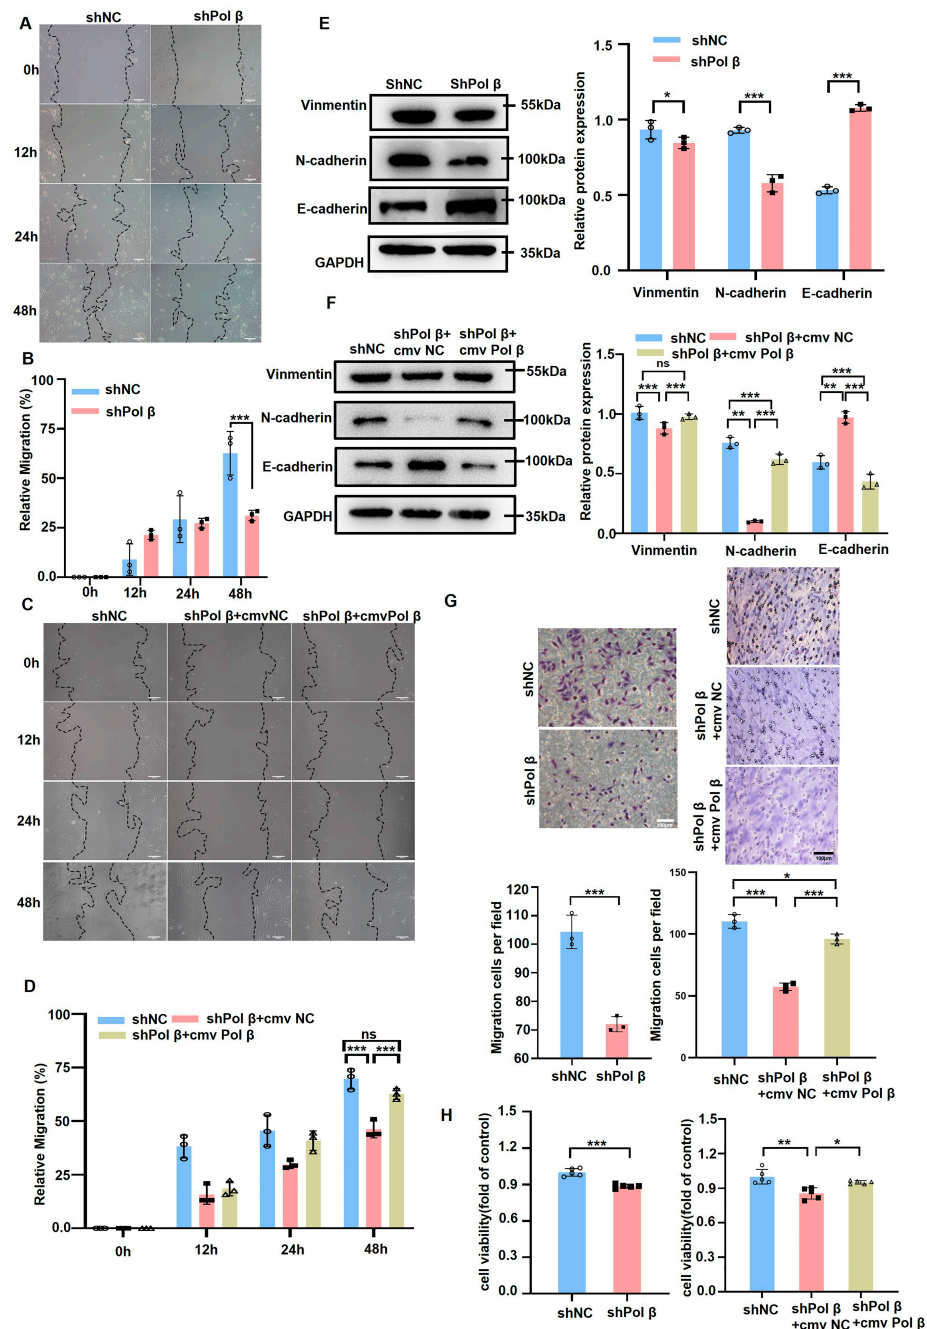 A
shNC
shPol β
0h
12h
24h
48h
B
Relative Migration (%)
100
75
50
25
0.0
shNC
shPol β
***
0h
12h
24h
48h
C
shNC
shPol β+cmvNC
shPol β+cmvPol β
0h
12h
24h
48h
D
Relative Migration (%)
100
75
50
25
0.0
shNC
shPol β+cmv NC
shPol β+cmv Pol β
ns
***
***
0h
12h
24h
48h
E
ShNC
ShPol β
Vinmentin
55kDa
N-cadherin
100kDa
E-cadherin
100kDa
GAPDH
35kDa
Relative protein expression
1.5
1.0
0.5
0.0
shNC
shPol β
*
***
***
Vinmentin
N-cadherin
E-cadherin
F
shNC
shPol β+
cmv NC
shPol β+
cmv Pol β
Vinmentin
55kDa
N-cadherin
100kDa
E-cadherin
100kDa
GAPDH
35kDa
Relative protein expression
1.5
1.0
0.5
0.0
shNC
shPol β+cmv NC
shPol β+cmv Pol β
ns
*** ***
***
** ***
***
** ***
Vinmentin
N-cadherin
E-cadherin
G
shNC
shPol β
100μm
shNC
shPol β
+cmv NC
shPol β
+cmv Pol β
100μm
Migration cells per field
120
110
100
90
80
70
60
***
shNC
shPol β
Migration cells per field
150
100
50
0.0
*
***
***
shNC
shPol β
+cmv NC
shPol β
+cmv Pol β
H
cell viability(fold of control)
1.5
1.2
0.9
0.6
0.3
0.0
***
shNC
shPol β
cell viability(fold of control)
1.5
1.2
0.9
0.6
0.3
0.0
**
*
shNC
shPol β
+cmv NC
shPol β
+cmv Pol β